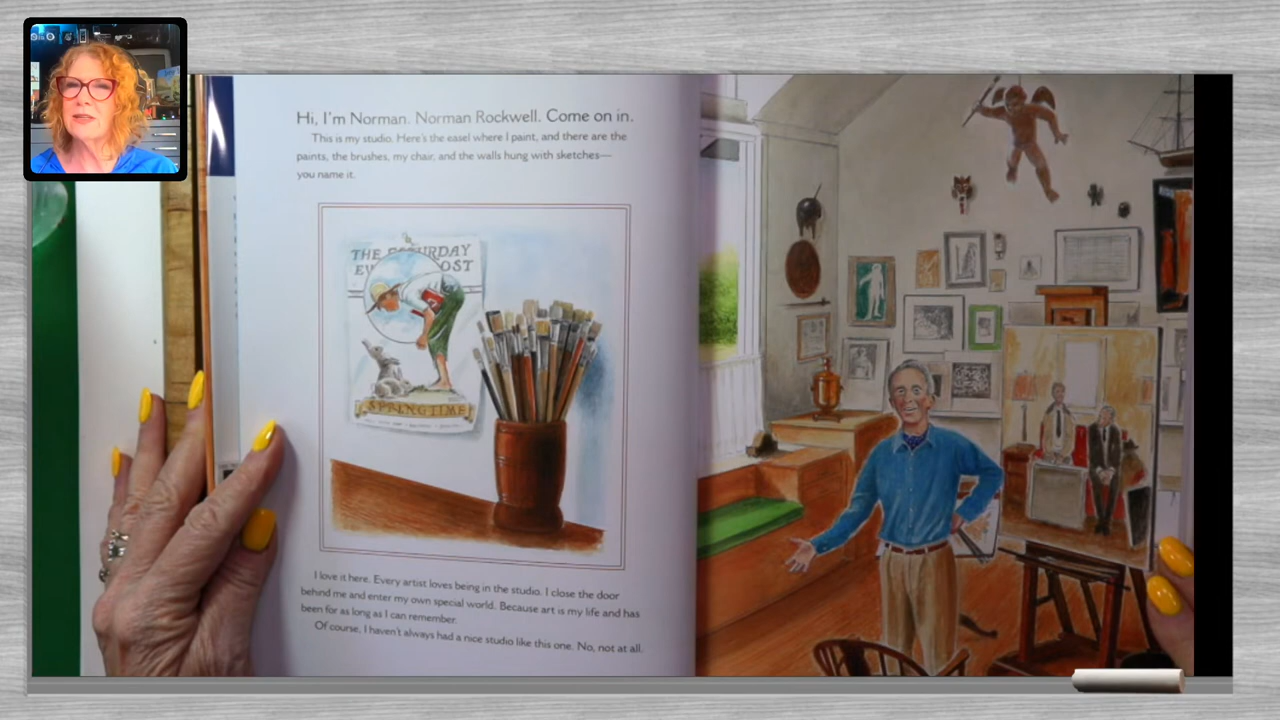 Hi, I'm Norman. Norman Rockwell. Come on in.
This is my studio. Here's the easel where I paint, and there are the
paints, the brushes, my chair, and the walls hung with sketches—
you name it.
THE SATURDAY
EVENING POST
SPRINGTIME
I love it here. Every artist loves being in the studio. I close the door
behind me and enter my own special world. Because art is my life and has
been for as long as I can remember.
Of course, I haven't always had a nice studio like this one. No, not at all.